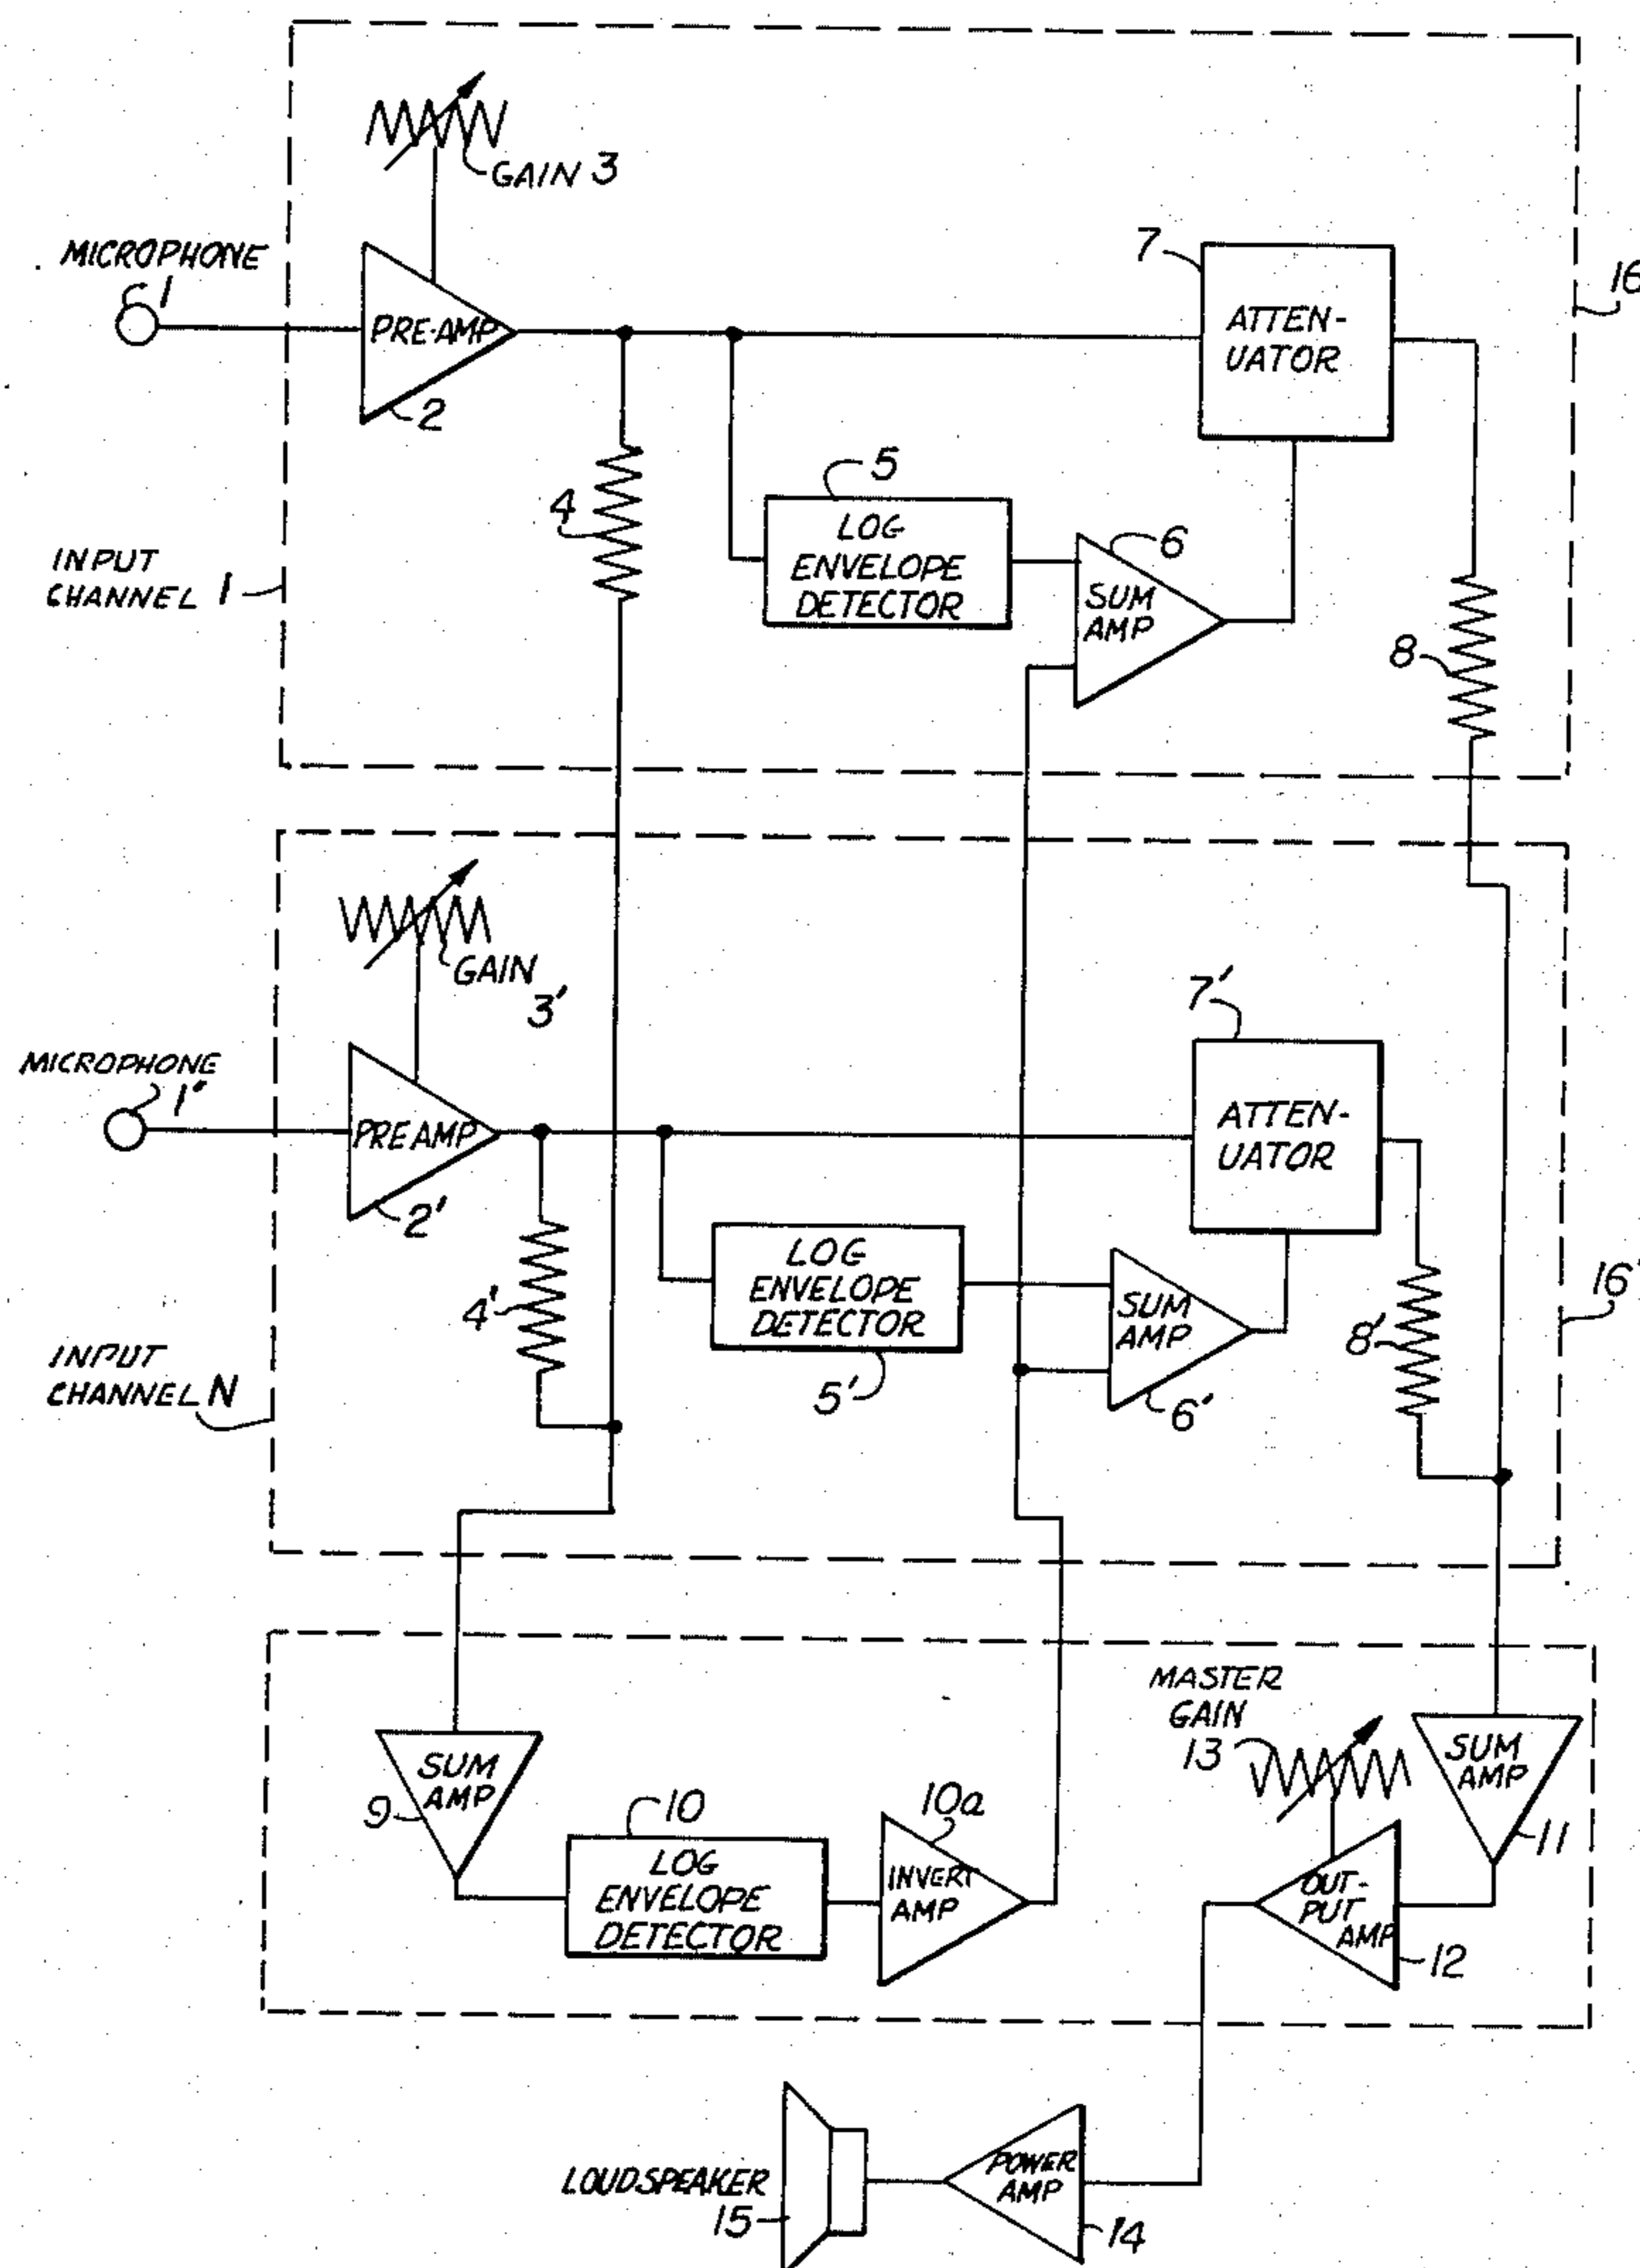 GAIN 3
MICROPHONE
1
PRE-AMP
2
7
ATTEN-
UATOR
16
4
5
LOG
ENVELOPE
DETECTOR
6
SUM
AMP
8
INPUT
CHANNEL 1
GAIN
3'
MICROPHONE
1'
PREAMP
2'
7'
ATTEN-
UATOR
4'
LOG
ENVELOPE
DETECTOR
5'
SUM
AMP
6'
8'
16'
INPUT
CHANNEL N
MASTER
GAIN
13
SUM
AMP
9
10
LOG
ENVELOPE
DETECTOR
10a
INVERT
AMP
SUM
AMP
11
OUT-
PUT
AMP
12
LOUDSPEAKER
15
POWER
AMP
14